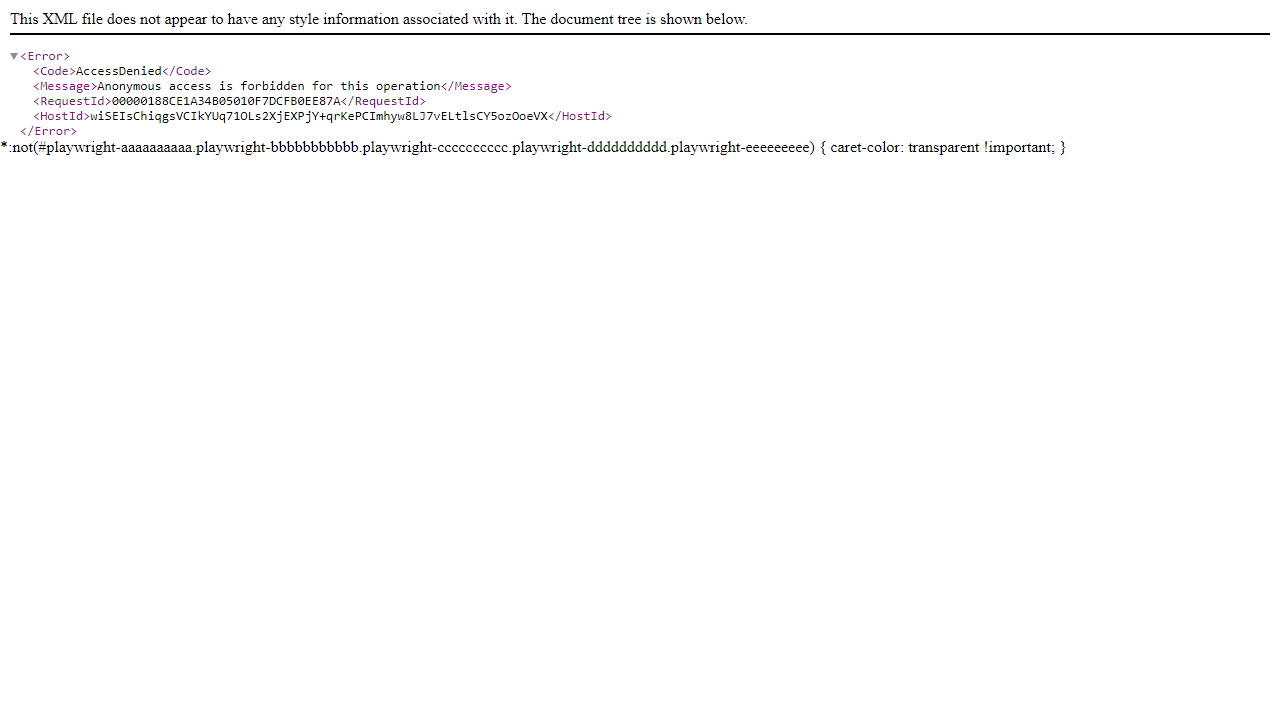 This XML file does not appear to have any style information associated with it. The document tree is shown below.
▼<Error>
<Code>AccessDenied</Code>
<Message>Anonymous access is forbidden for this operation</Message>
<RequestId>00000188CE1A34B05010F7DCFB0EE87A</RequestId>
<HostId>wiSEIsChiqgsVCIkYUq71OLs2XjEXPjY+qrKePCImhyw8LJ7vELtlsCY5ozOoeVX</HostId>
</Error>
*:not(#playwright-aaaaaaaaaa.playwright-bbbbbbbbbbb.playwright-cccccccccc.playwright-dddddddddd.playwright-eeeeeeeee) { caret-color: transparent !important; }